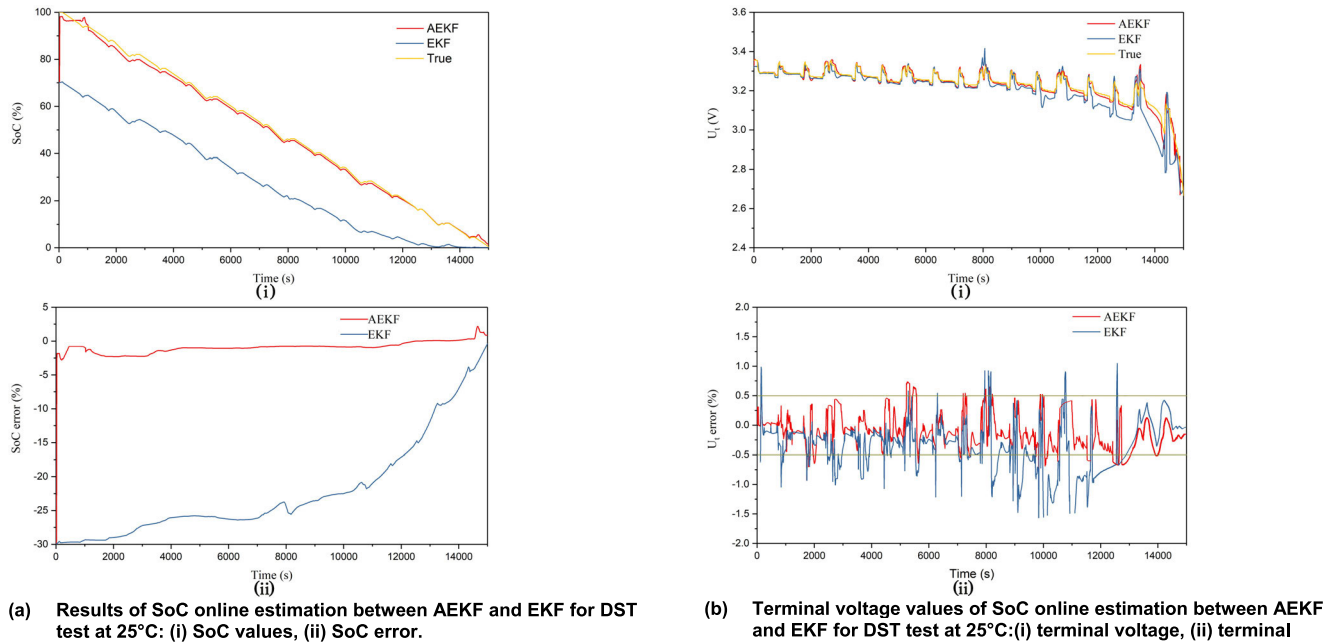 100
80
60
40
20
0
SoC (%)
AEKF
EKF
True
0 2000 4000 6000 8000 10000 12000 14000
Time (s)
(i)
5
0
-5
-10
-15
-20
-25
-30
SoC error (%)
AEKF
EKF
0 2000 4000 6000 8000 10000 12000 14000
Time (s)
(ii)
(a) Results of SoC online estimation between AEKF and EKF for DST
test at 25°C: (i) SoC values, (ii) SoC error.
3.6
3.4
3.2
3.0
2.8
2.6
2.4
Ut (V)
AEKF
EKF
True
0 2000 4000 6000 8000 10000 12000 14000
Time (s)
(i)
2.0
1.5
1.0
0.5
0.0
-0.5
-1.0
-1.5
-2.0
Ut error (%)
AEKF
EKF
0 2000 4000 6000 8000 10000 12000 14000
Time (s)
(ii)
(b) Terminal voltage values of SoC online estimation between AEKF
and EKF for DST test at 25°C:(i) terminal voltage, (ii) terminal